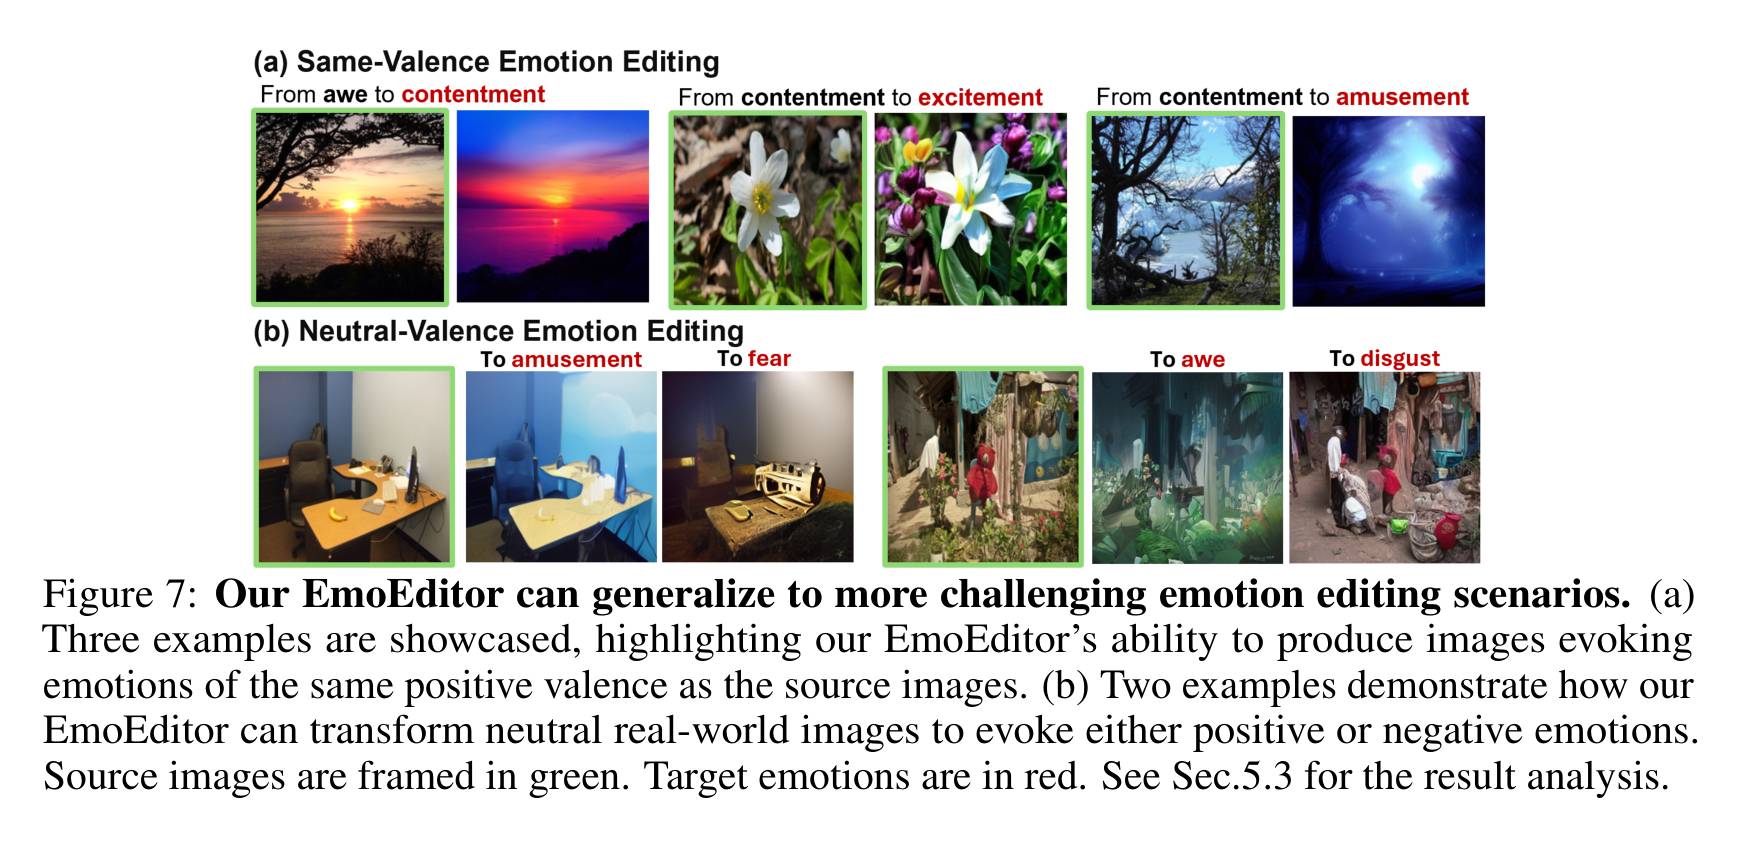 (a) Same-Valence Emotion Editing
From awe to contentment
From contentment to excitement
From contentment to amusement
(b) Neutral-Valence Emotion Editing
To amusement
To fear
To awe
To disgust
Figure 7: Our EmoEditor can generalize to more challenging emotion editing scenarios. (a)
Three examples are showcased, highlighting our EmoEditor’s ability to produce images evoking
emotions of the same positive valence as the source images. (b) Two examples demonstrate how our
EmoEditor can transform neutral real-world images to evoke either positive or negative emotions.
Source images are framed in green. Target emotions are in red. See Sec.5.3 for the result analysis.